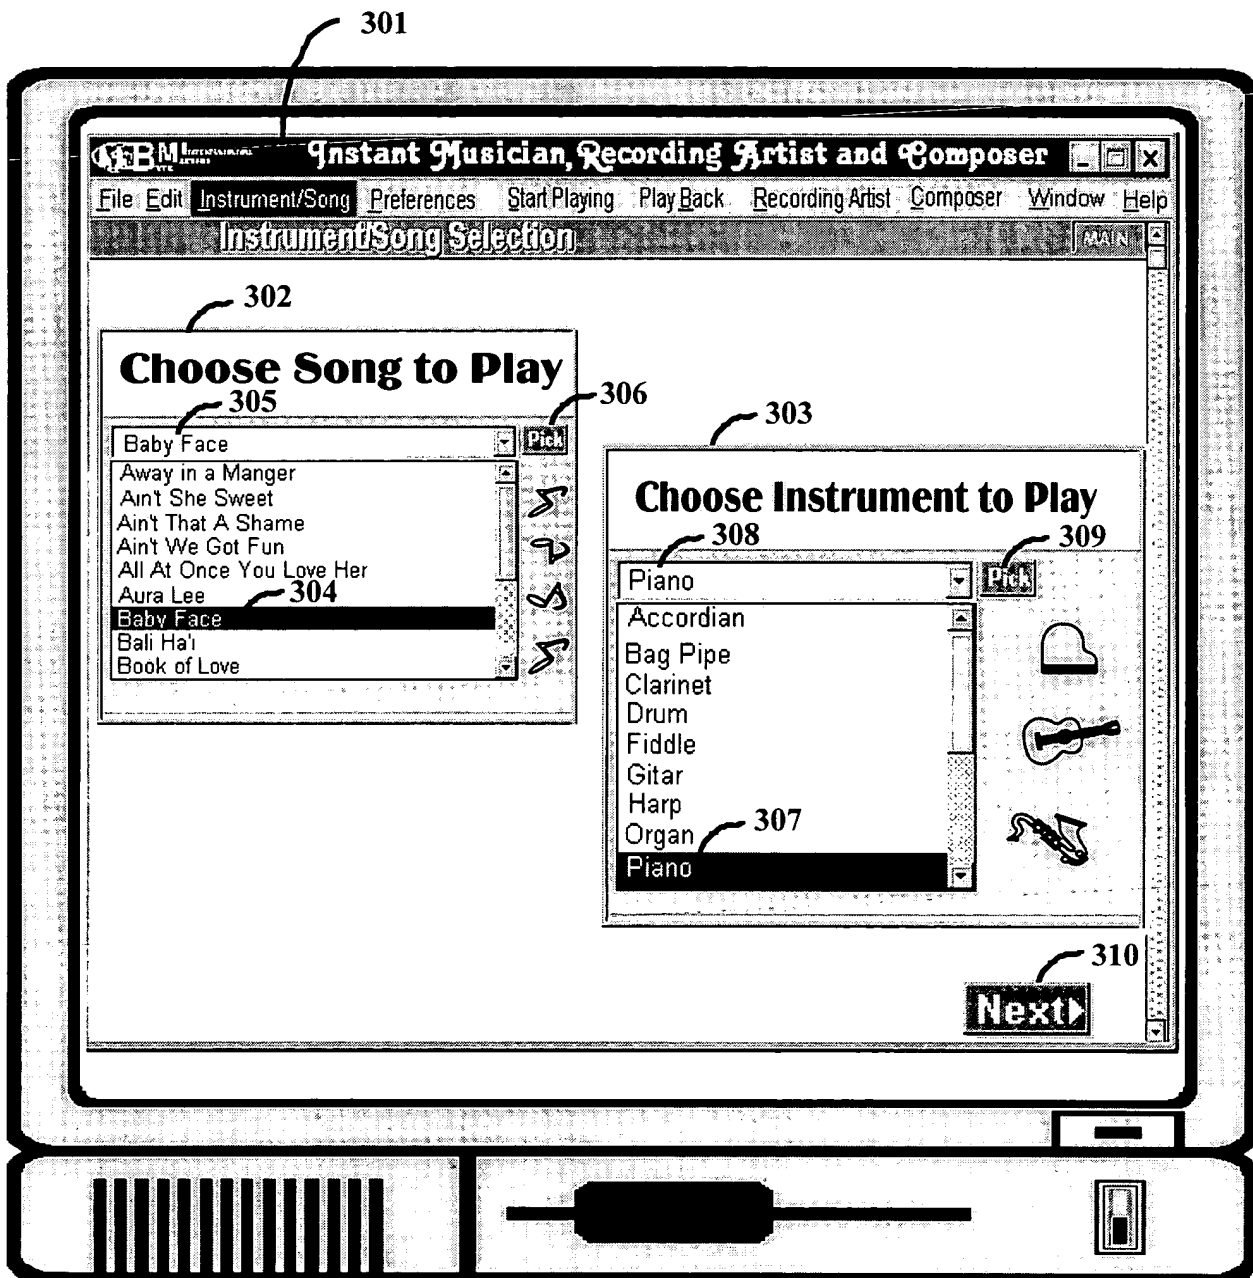 301
Instant Musician, Recording Artist and Composer
File Edit Instrument/Song Preferences Start Playing Play Back Recording Artist Composer Window Help
Instrument/Song Selection MAIN
302
Choose Song to Play
305
306
Baby Face Pick
Away in a Manger
Ain't She Sweet
Ain't That A Shame
Ain't We Got Fun
All At Once You Love Her
Aura Lee
304
Baby Face
Bali Ha'i
Book of Love
303
Choose Instrument to Play
308
309
Piano Pick
Accordian
Bag Pipe
Clarinet
Drum
Fiddle
Gitar
Harp
Organ
307
Piano
310
Next